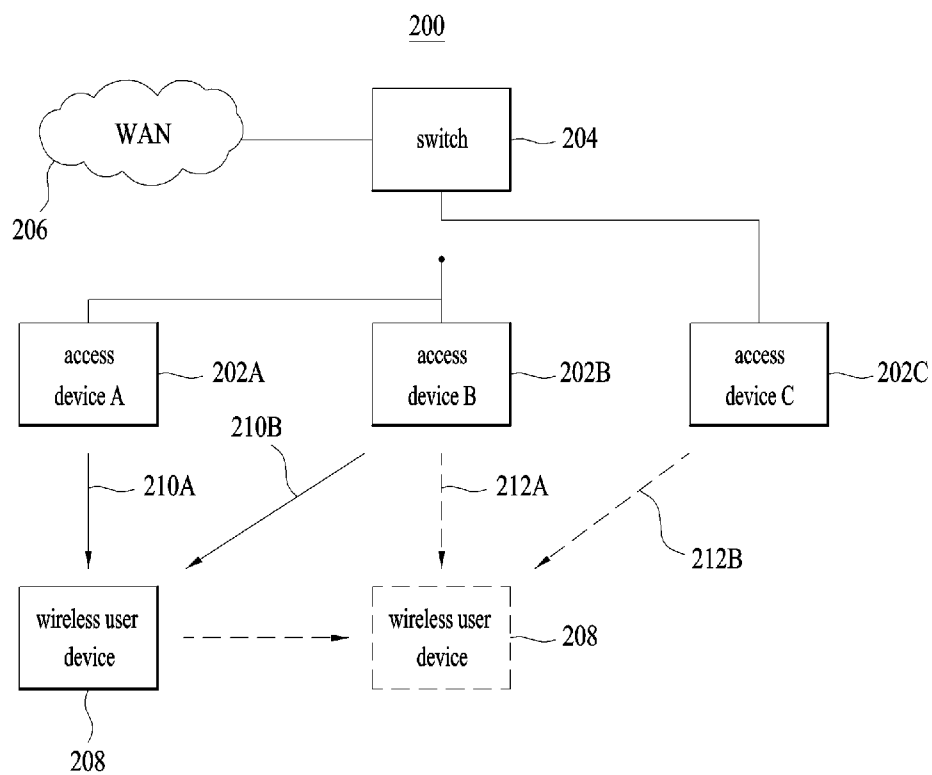 200
WAN
switch
204
206
access
device A
202A
access
device B
202B
access
device C
202C
210B
210A
212A
212B
wireless user
device
wireless user
device
208
208